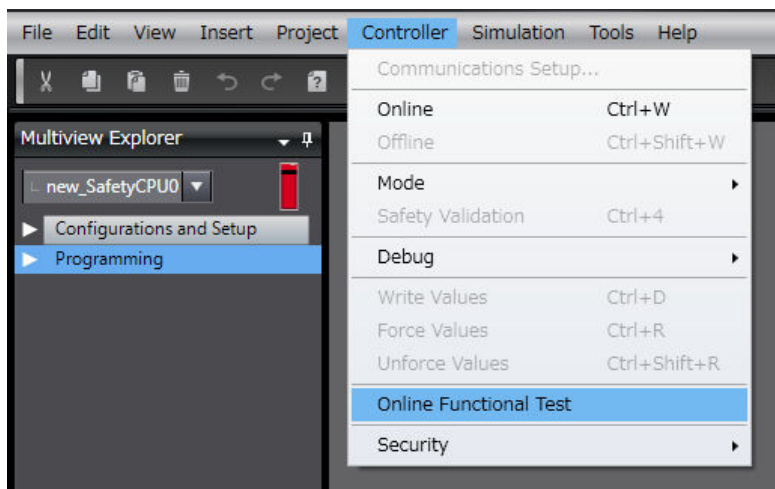 File Edit View Insert Project Controller Simulation Tools Help
Communications Setup...
Online Ctrl+W
Offline Ctrl+Shift+W
Mode
Safety Validation Ctrl+4
Debug
Write Values Ctrl+D
Force Values Ctrl+R
Unforce Values Ctrl+Shift+R
Online Functional Test
Security
Multiview Explorer
new_SafetyCPU0
Configurations and Setup
Programming